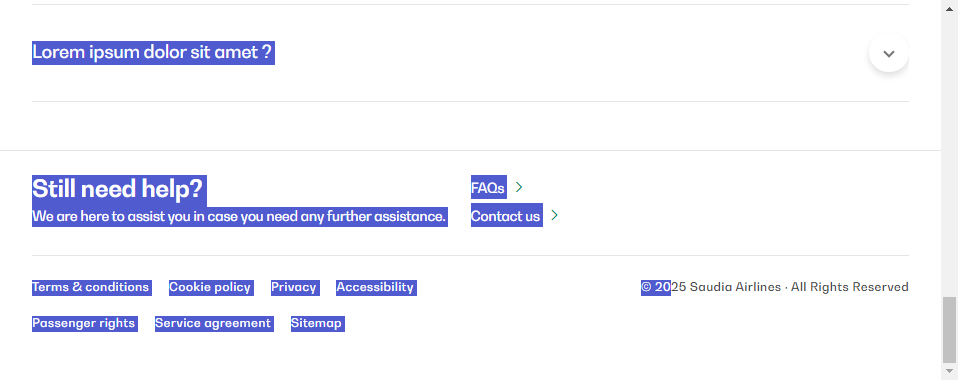 Lorem ipsum dolor sit amet ?
Still need help?
We are here to assist you in case you need any further assistance.
FAQs
Contact us
Terms & conditions Cookie policy Privacy Accessibility
© 2025 Saudia Airlines · All Rights Reserved
Passenger rights Service agreement Sitemap